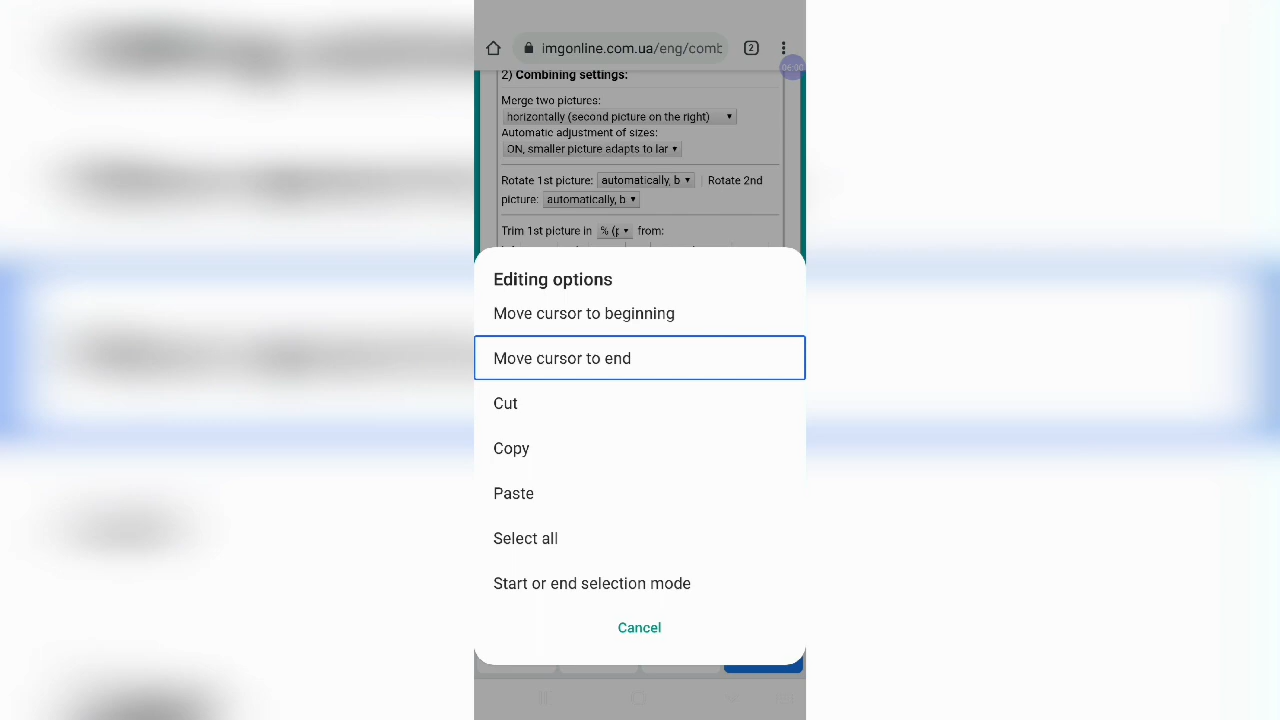 imgonline.com.ua/eng/comb
2
06:00
2) Combining settings:
Merge two pictures:
horizontally (second picture on the right)
Automatic adjustment of sizes:
ON, smaller picture adapts to lar
Rotate 1st picture: automatically, b | Rotate 2nd
picture: automatically, b
Trim 1st picture in % (p from:
Editing options
Move cursor to beginning
Move cursor to end
Cut
Copy
Paste
Select all
Start or end selection mode
Cancel